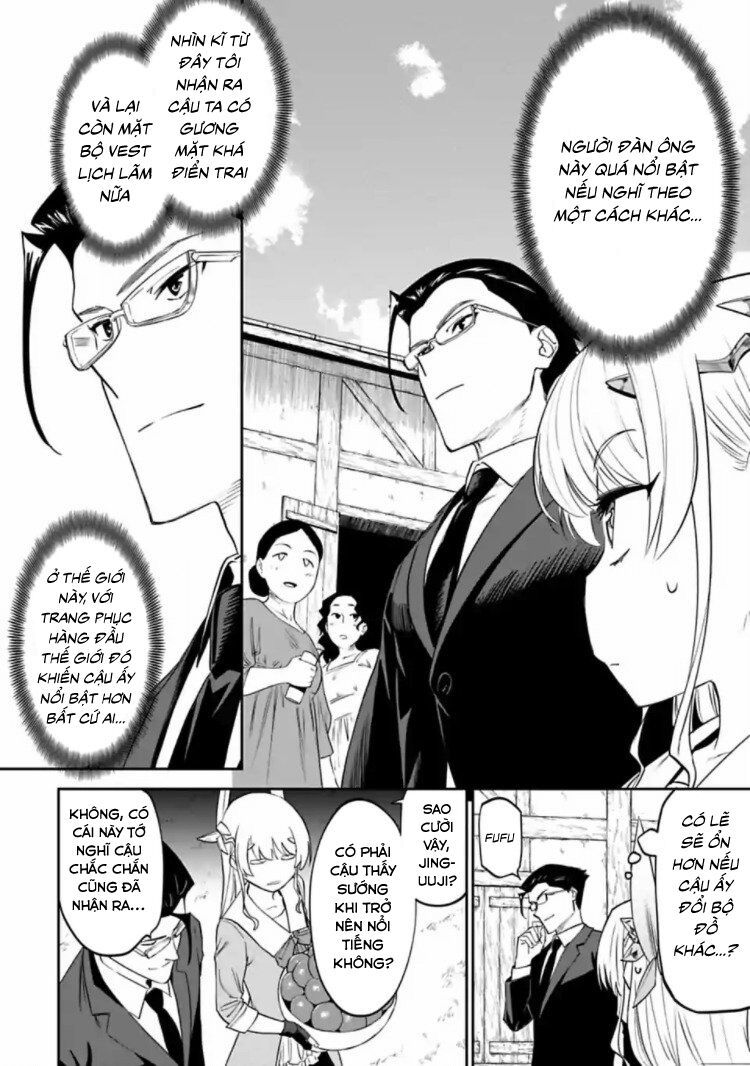 NGƯỜI ĐÀN ÔNG
NÀY QUÁ NỔI BẬT
NẾU NGHĨ THEO
MỘT CÁCH KHÁC...
NHÌN KĨ TỪ
ĐÂY TÔI
NHẬN RA
CẬU TA CÓ
GƯƠNG
MẶT KHÁ
ĐIỂN TRAI
VÀ LẠI
CÒN MẶT
BỘ VEST
LỊCH LÃM
NỮA
Ở THẾ GIỚI
NÀY, VỚI
TRANG PHỤC
HÀNG ĐẦU
THẾ GIỚI ĐÓ
KHIẾN CẬU ẤY
NỔI BẬT HƠN
BẤT CỨ AI...
CÓ LẼ
SẼ ỔN
HƠN NẾU
CẬU ẤY
ĐỔI BỘ
ĐỒ
KHÁC...?
FUFU
SAO
CƯỜI
VẬY,
JING-
UUJI?
CÓ PHẢI
CẬU THẤY
SƯỚNG
KHI TRỞ
NÊN NỔI
TIẾNG
KHÔNG?
KHÔNG, CÓ
CÁI NÀY TỚ
NGHĨ CẬU
CHẮC CHẮN
CŨNG ĐÃ
NHẬN RA...